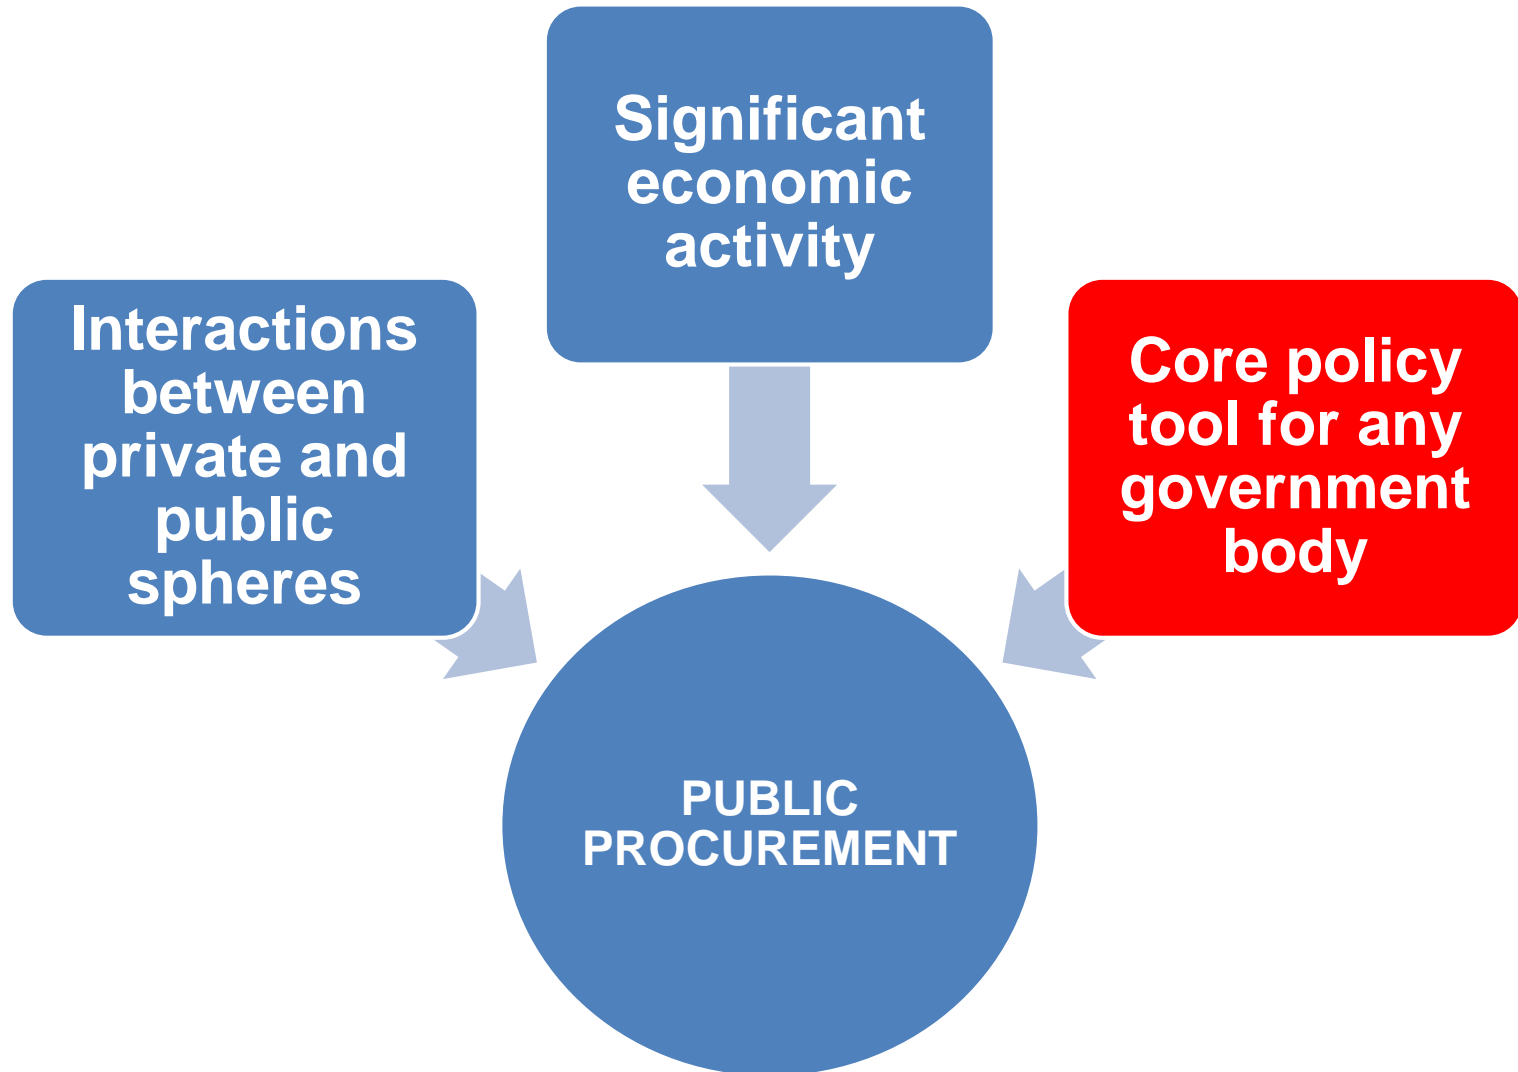 Significant
economic
activity
Interactions
between
private and
public
spheres
Core policy
tool for any
government
body
PUBLIC
PROCUREMENT